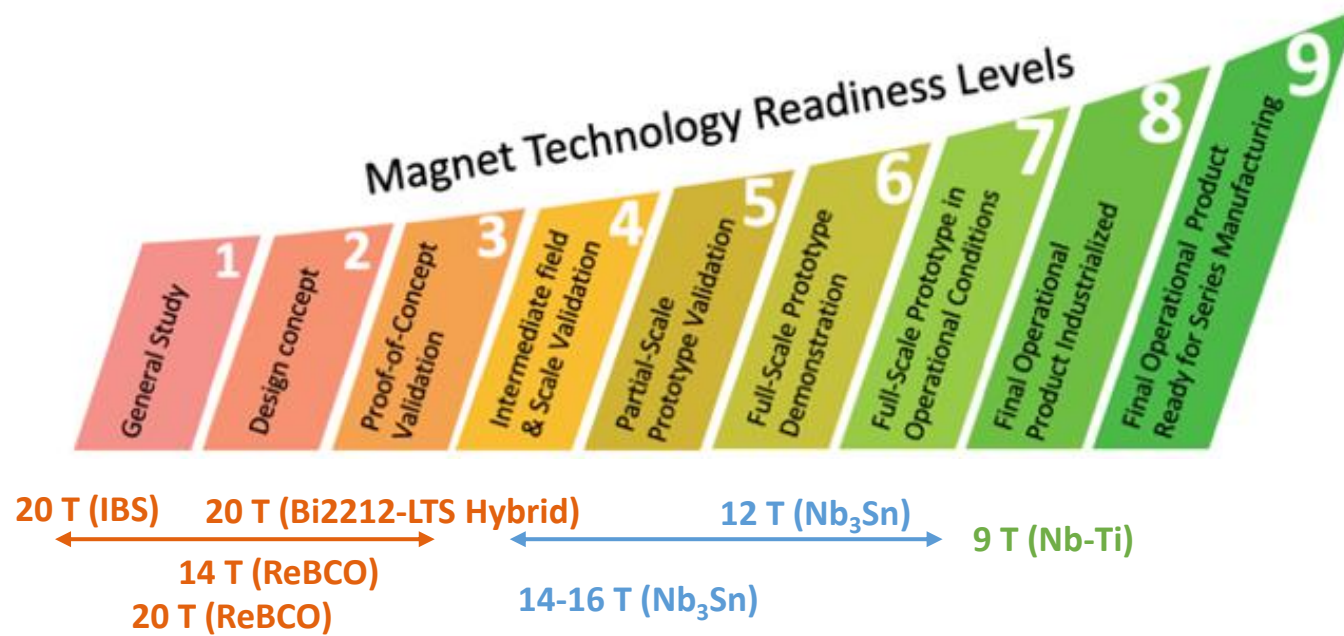 Magnet Technology Readiness Levels
1
General Study
2
Design concept
3
Proof-of-Concept
Validation
4
Intermediate field
& Scale Validation
5
Partial-Scale
Prototype Validation
6
Full-Scale Prototype
Demonstration
7
Full-Scale Prototype in
Operational Conditions
8
Final Operational
Product Industrialized
9
Final Operational Product
Ready for Series Manufacturing
20 T (IBS)
20 T (Bi2212-LTS Hybrid)
12 T (Nb₃Sn)
9 T (Nb-Ti)
14 T (ReBCO)
20 T (ReBCO)
14-16 T (Nb₃Sn)